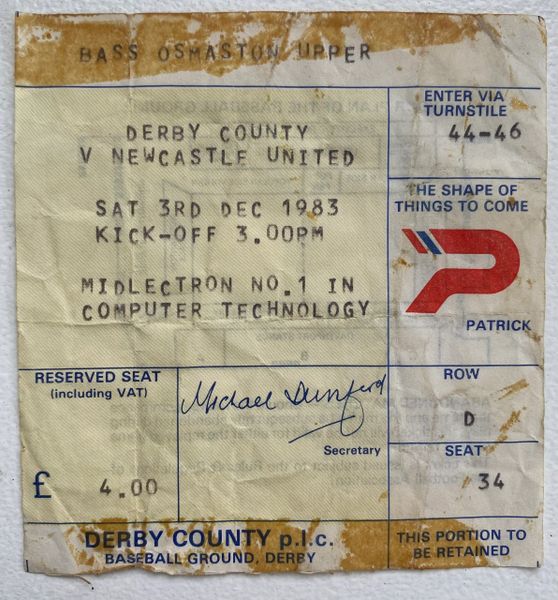 BASS OSMASTON UPPER
DERBY COUNTY
V NEWCASTLE UNITED
SAT 3RD DEC 1983
KICK-OFF 3.00PM
MIDLECTRON NO.1 IN
COMPUTER TECHNOLOGY
ENTER VIA
TURNSTILE
44-46
THE SHAPE OF
THINGS TO COME
PATRICK
RESERVED SEAT
(including VAT)
£ 4.00
Michael Dunford
Secretary
ROW
D
SEAT
34
DERBY COUNTY p.l.c.
BASEBALL GROUND, DERBY
THIS PORTION TO
BE RETAINED